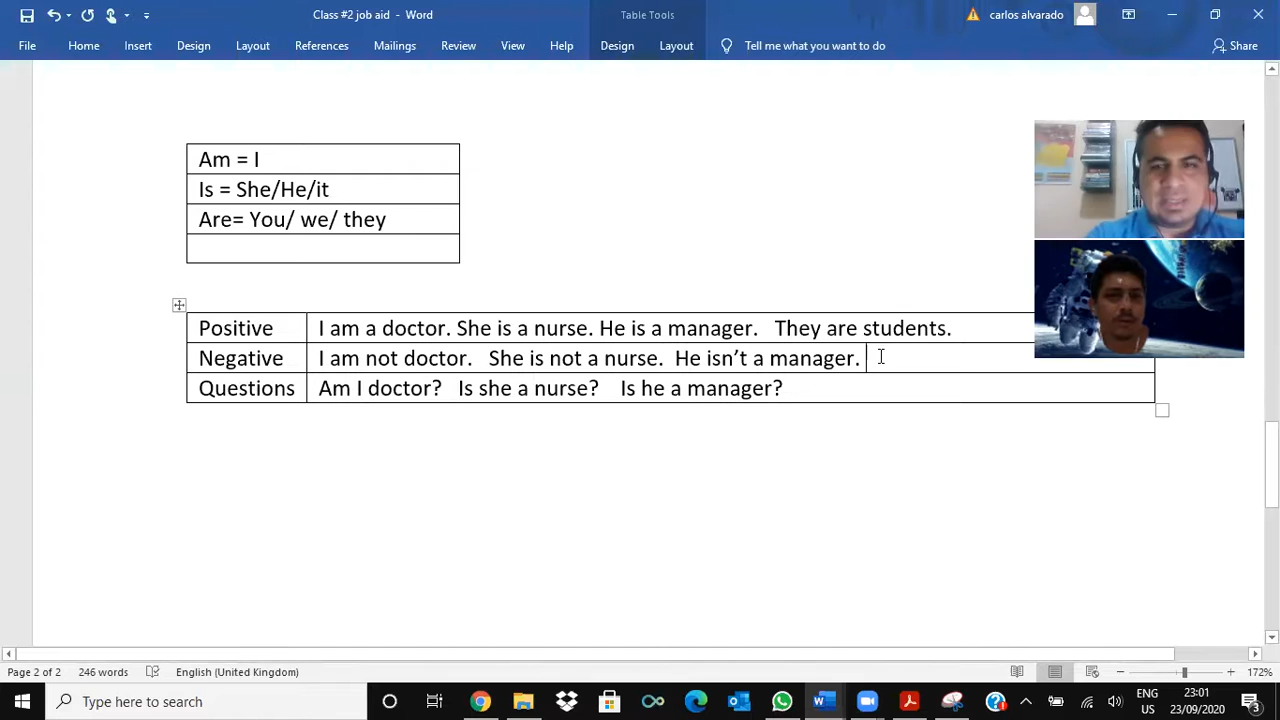 Class #2 job aid - Word
Table Tools
carlos alvarado
File Home Insert Design Layout References Mailings Review View Help Design Layout Tell me what you want to do Share
Am = I
Is = She/He/it
Are= You/ we/ they
Positive I am a doctor. She is a nurse. He is a manager. They are students.
Negative I am not doctor. She is not a nurse. He isn't a manager.
Questions Am I doctor? Is she a nurse? Is he a manager?
Page 2 of 2 246 words English (United Kingdom) 172%
Type here to search
ENG 23:01
US 23/09/2020 3